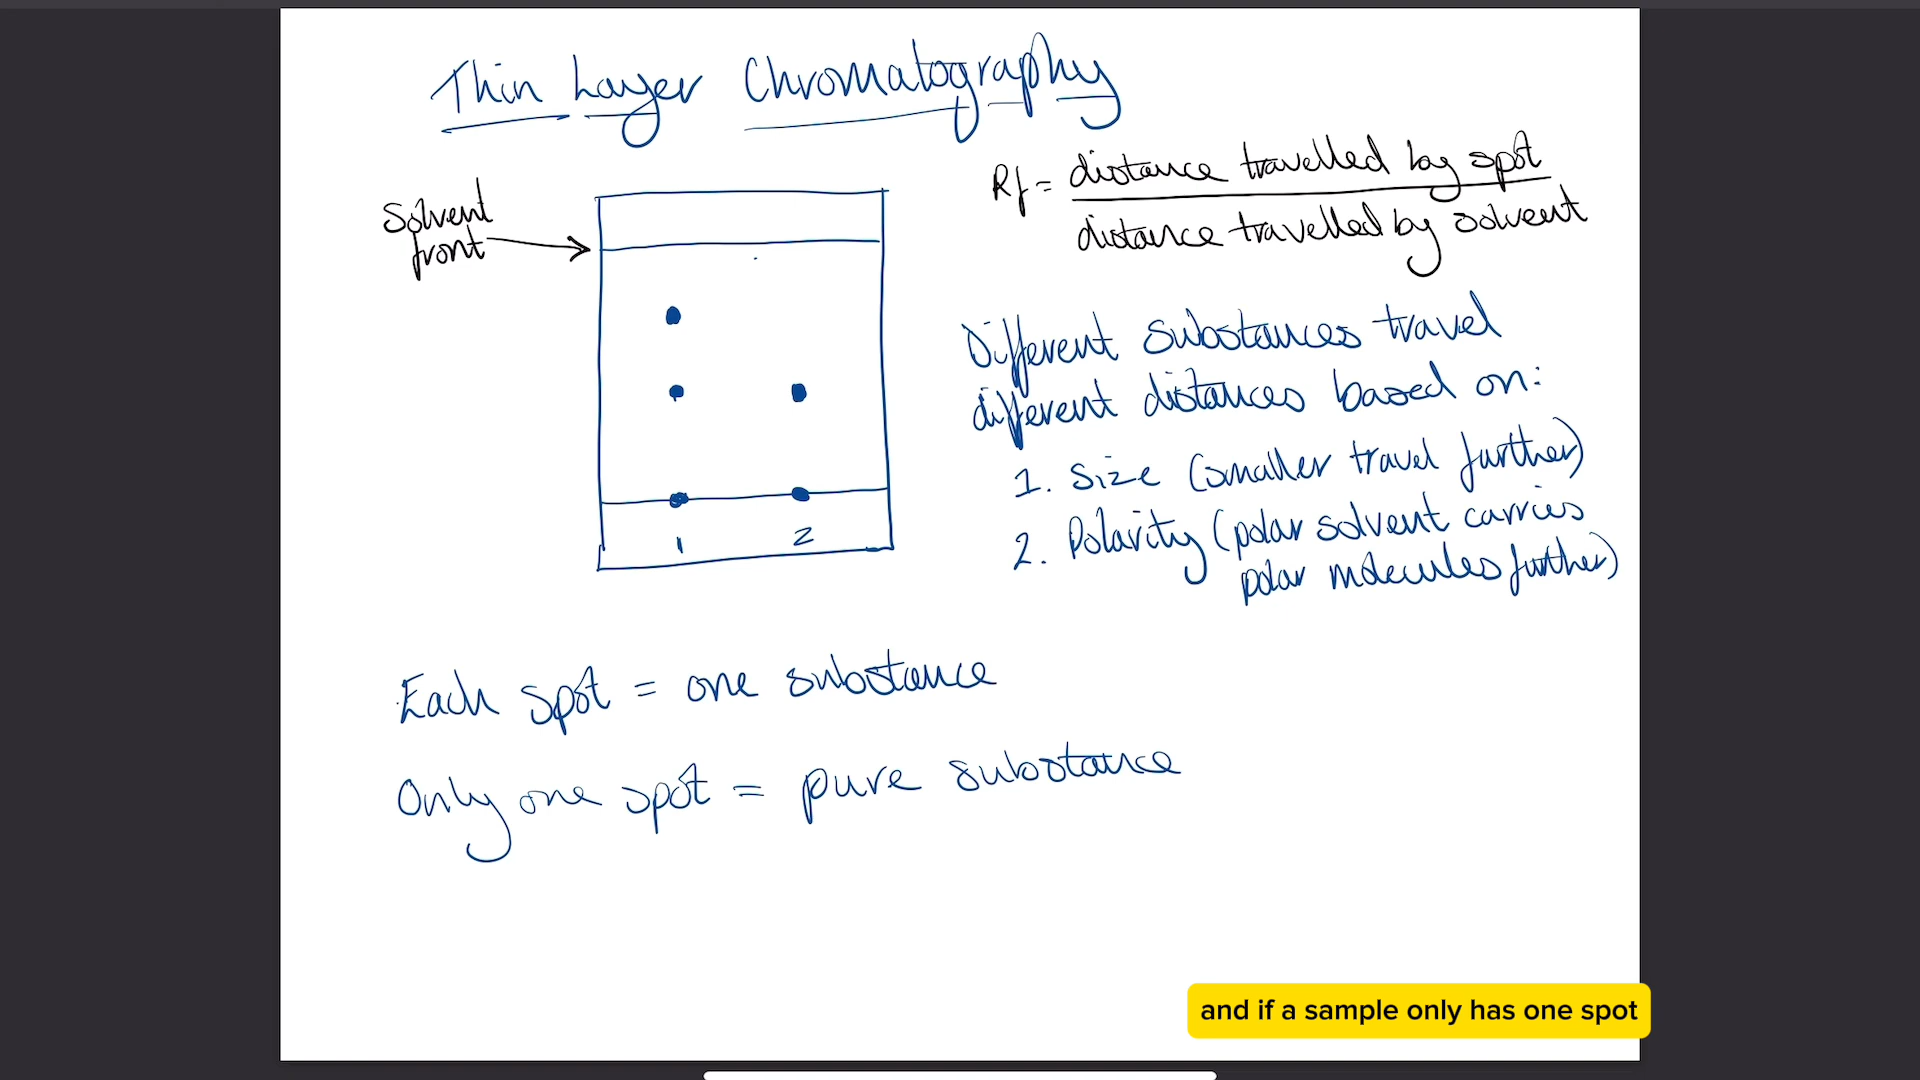 Thin Layer Chromatography
Rf = distance travelled by spot
distance travelled by solvent
Solvent
front
Different substances travel
different distances based on:
1. Size (smaller travel further)
2. Polarity (polar solvent carries
polar molecules further)
1 2
Each spot = one substance
Only one spot = pure substance
and if a sample only has one spot